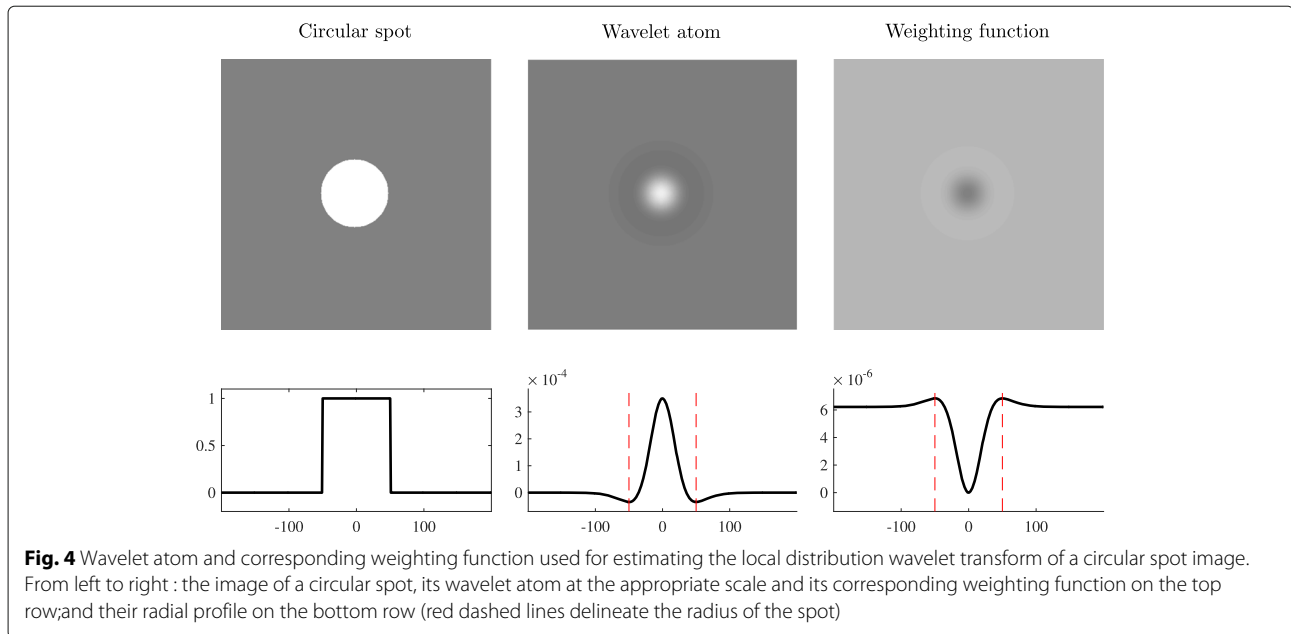 Circular spot
Wavelet atom
Weighting function
1
0.5
0
-100 0 100
× 10-4
3
2
1
0
-100 0 100
× 10-6
6
4
2
0
-100 0 100
Fig. 4 Wavelet atom and corresponding weighting function used for estimating the local distribution wavelet transform of a circular spot image.
From left to right : the image of a circular spot, its wavelet atom at the appropriate scale and its corresponding weighting function on the top
row;and their radial profile on the bottom row (red dashed lines delineate the radius of the spot)